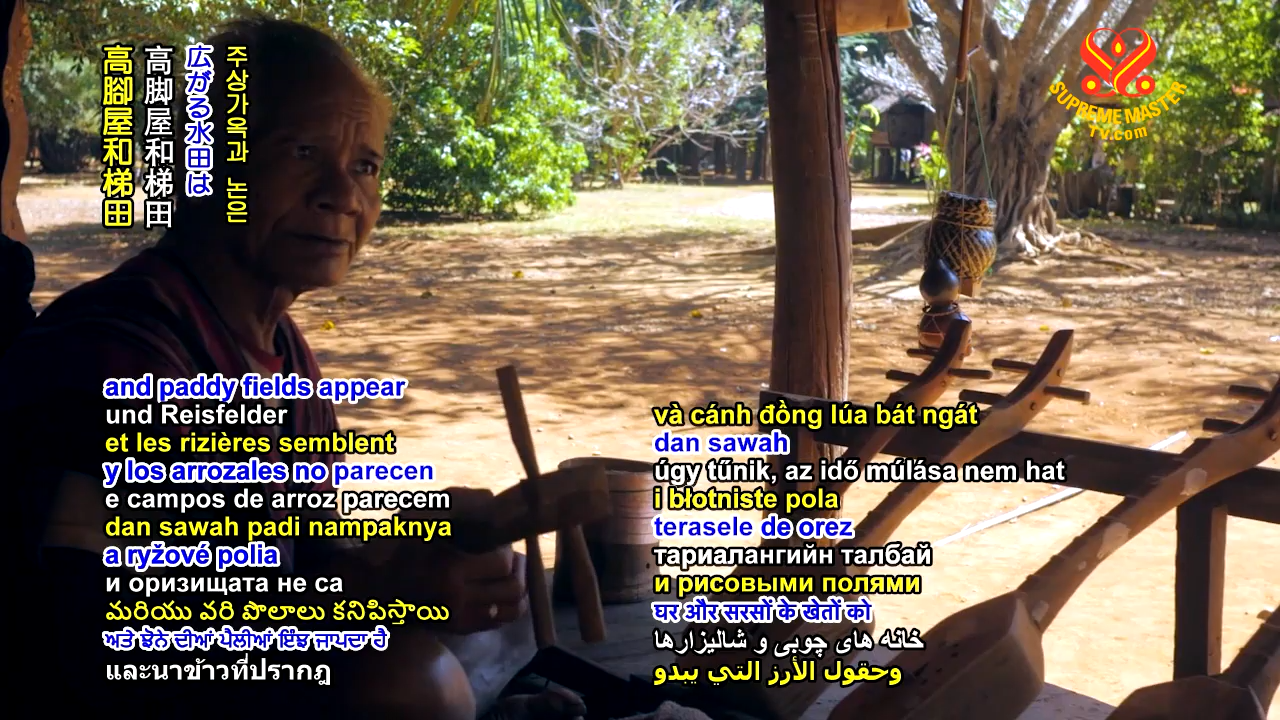 高腳屋和梯田
高脚屋和梯田
広がる水田は
주상가옥과 논은
SUPREME MASTER
TV.com
and paddy fields appear
und Reisfelder
et les rizières semblent
y los arrozales no parecen
e campos de arroz parecem
dan sawah padi nampaknya
a ryžové polia
и оризищата не са
మరియు వరి పొలాలు కనిపిస్తాయి
ਅਤੇ ਝੋਨੇ ਦੀਆਂ ਪੈਲੀਆਂ ਇੰਝ ਜਾਪਦਾ ਹੈ
และนาข้าวที่ปรากฎ
và cánh đồng lúa bát ngát
dan sawah
úgy tűnik, az idő múlása nem hat
i błotniste pola
terasele de orez
тариалангийн талбай
и рисовыми полями
घर और सरसों के खेतों को
خانه های چوبی و شالیزارها
وحقول الأرز التي يبدو